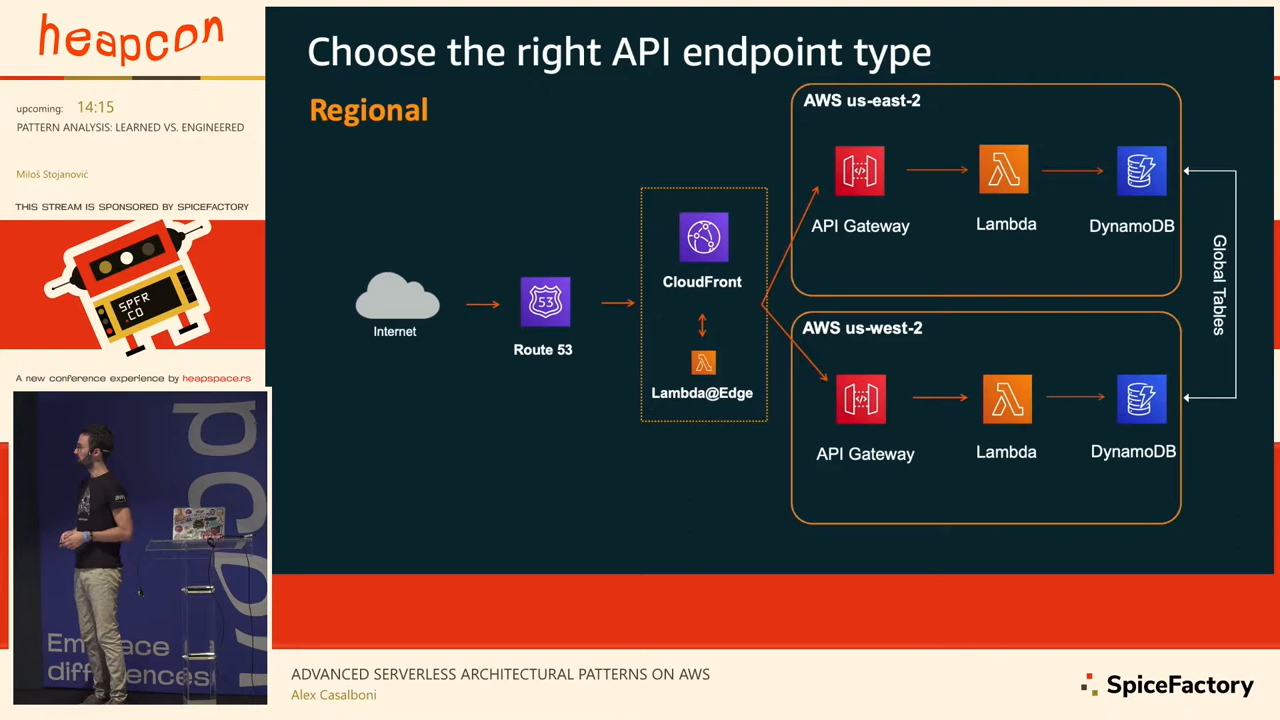 heapcon
upcoming: 14:15
PATTERN ANALYSIS: LEARNED VS. ENGINEERED
Miloš Stojanović
THIS STREAM IS SPONSORED BY SPICEFACTORY
SPFR
.CO
A new conference experience by heapspace.rs
Choose the right API endpoint type
Regional
Internet
53
Route 53
CloudFront
Lambda@Edge
AWS us-east-2
API Gateway
Lambda
DynamoDB
AWS us-west-2
API Gateway
Lambda
DynamoDB
Global Tables
Embrace
differences
ADVANCED SERVERLESS ARCHITECTURAL PATTERNS ON AWS
Alex Casalboni
SpiceFactory